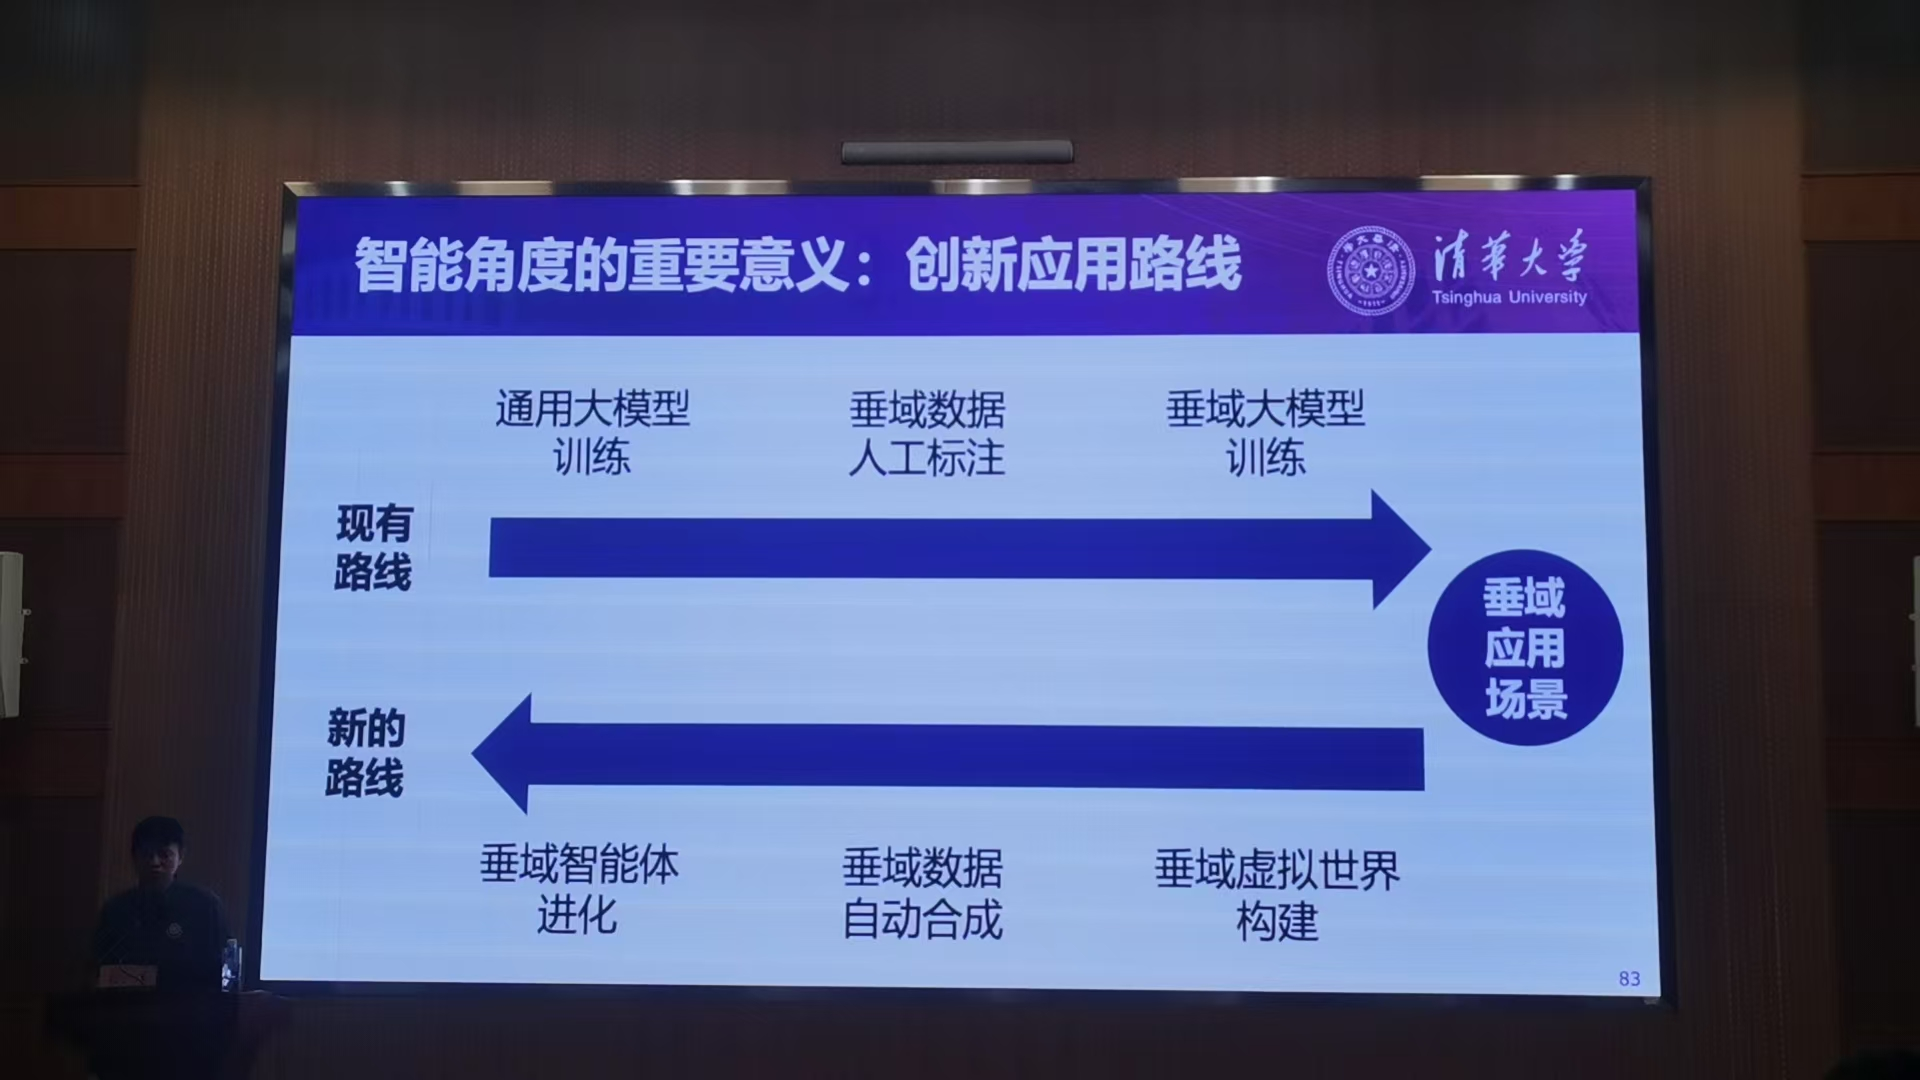 智能角度的重要意义：创新应用路线
清华大学
Tsinghua University
通用大模型
训练
垂域数据
人工标注
垂域大模型
训练
现有
路线
垂域
应用
场景
新的
路线
垂域智能体
进化
垂域数据
自动合成
垂域虚拟世界
构建
83